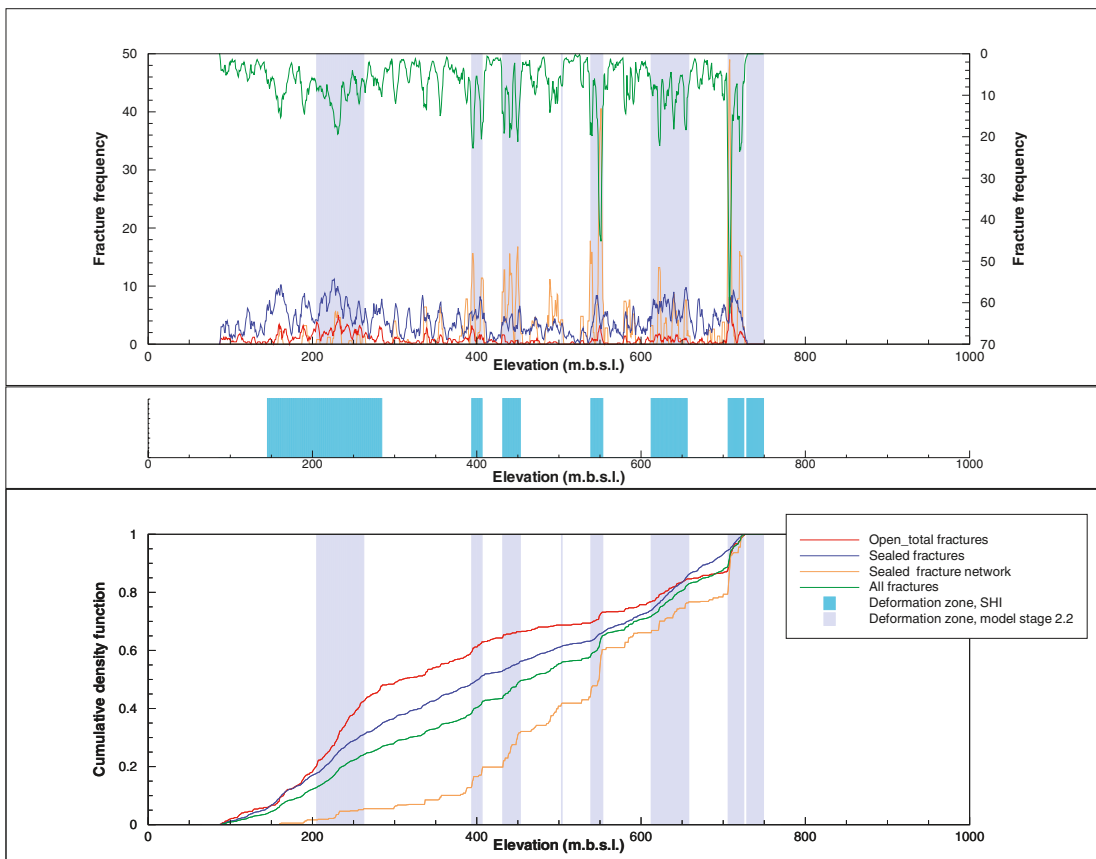 50
40
30
20
10
0
Fracture frequency
0
10
20
30
40
50
60
70
Fracture frequency
0 200 400 600 800 1000
Elevation (m.b.s.l.)
0 200 400 600 800 1000
Elevation (m.b.s.l.)
1
0.8
0.6
0.4
0.2
0
Cumulative density function
0 200 400 600 800 1000
Elevation (m.b.s.l.)
Open_total fractures
Sealed fractures
Sealed fracture network
All fractures
Deformation zone, SHI
Deformation zone, model stage 2.2